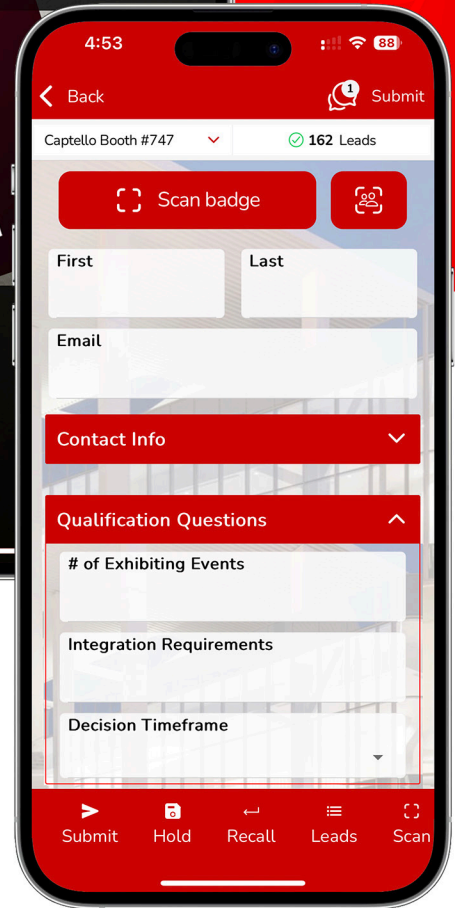 4:53
88
Back
1
Submit
Captello Booth #747
162 Leads
Scan badge
First
Last
Email
Contact Info
Qualification Questions
# of Exhibiting Events
Integration Requirements
Decision Timeframe
Submit
Hold
Recall
Leads
Scan